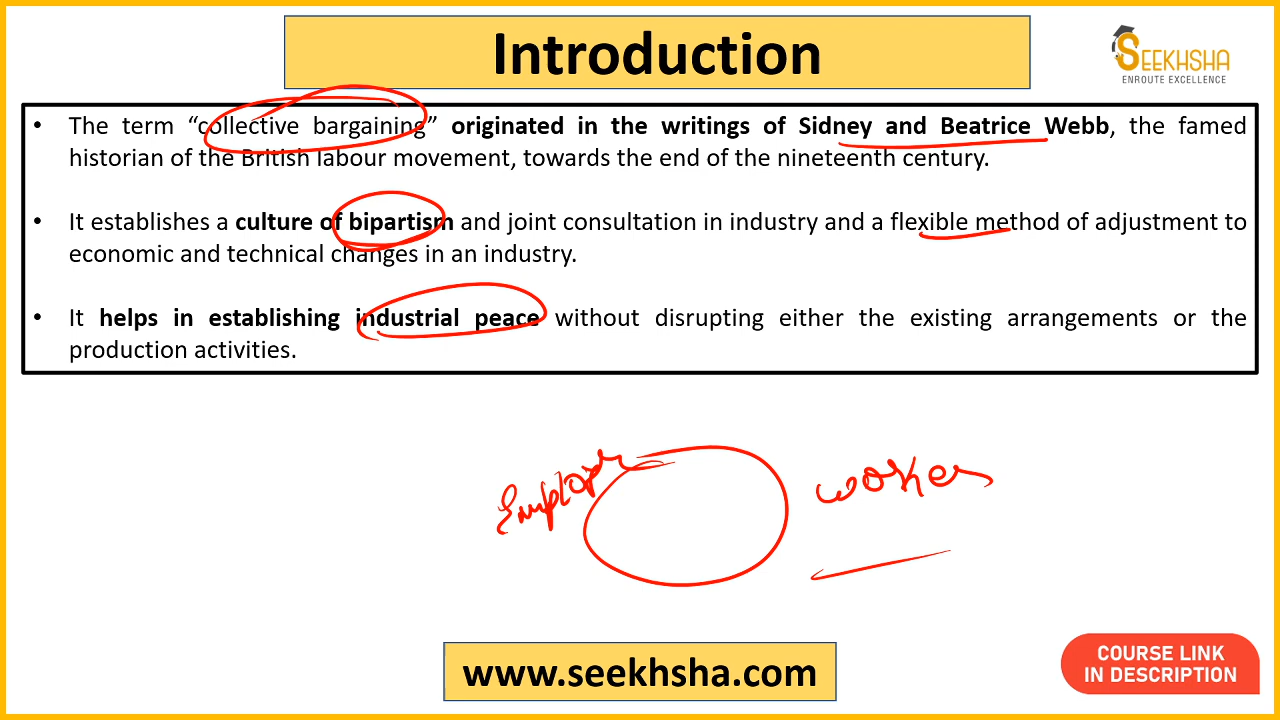 Introduction
SEEKHSHA
ENROUTE EXCELLENCE
• The term “collective bargaining” originated in the writings of Sidney and Beatrice Webb, the famed
historian of the British labour movement, towards the end of the nineteenth century.
• It establishes a culture of bipartism and joint consultation in industry and a flexible method of adjustment to
economic and technical changes in an industry.
• It helps in establishing industrial peace without disrupting either the existing arrangements or the
production activities.
Employer
worker
www.seekhsha.com
COURSE LINK
IN DESCRIPTION